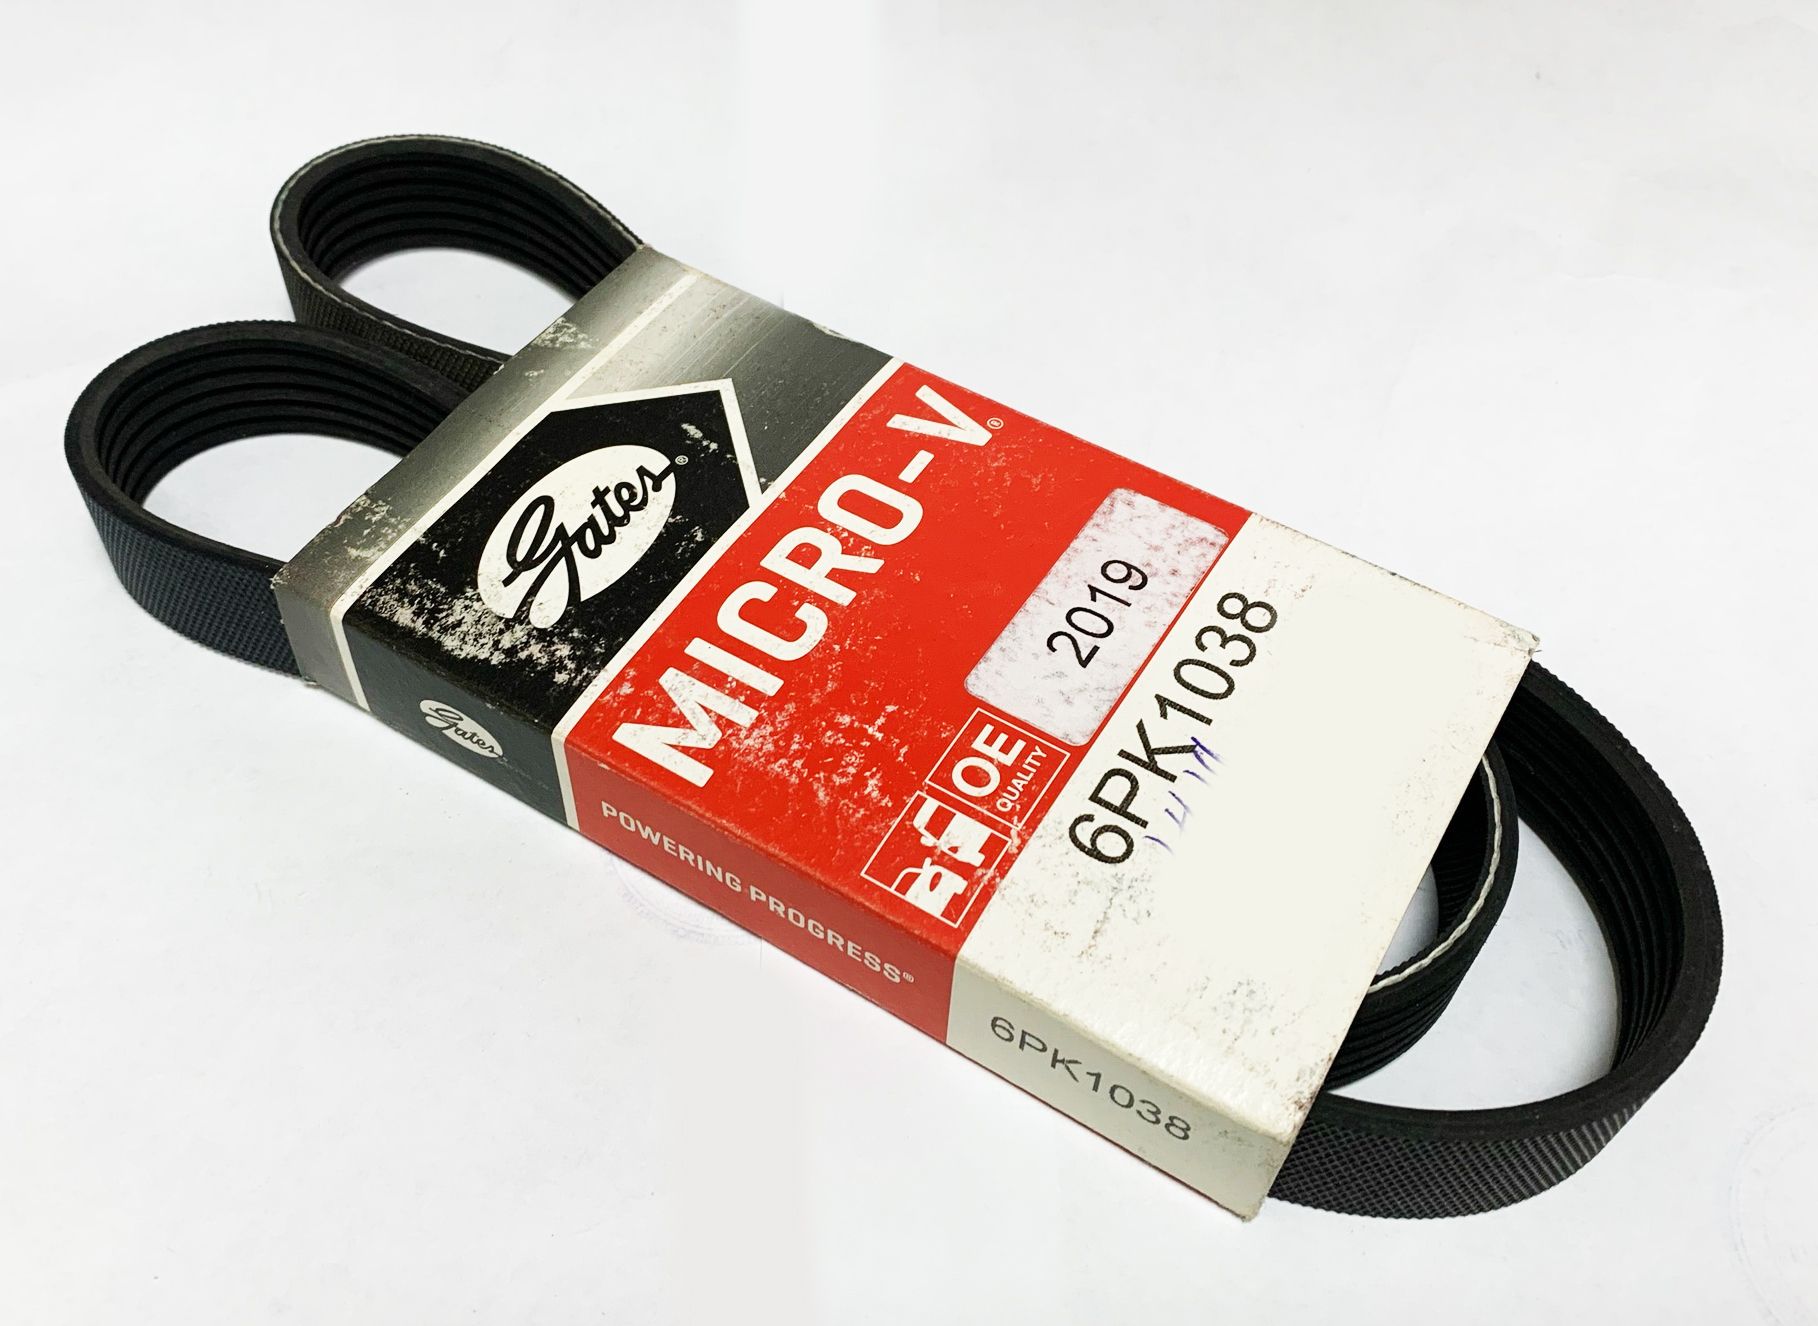 Gates®
MICRO-V®
2019
OE
QUALITY
6PK1038
Gates
POWERING PROGRESS®
6PK1038